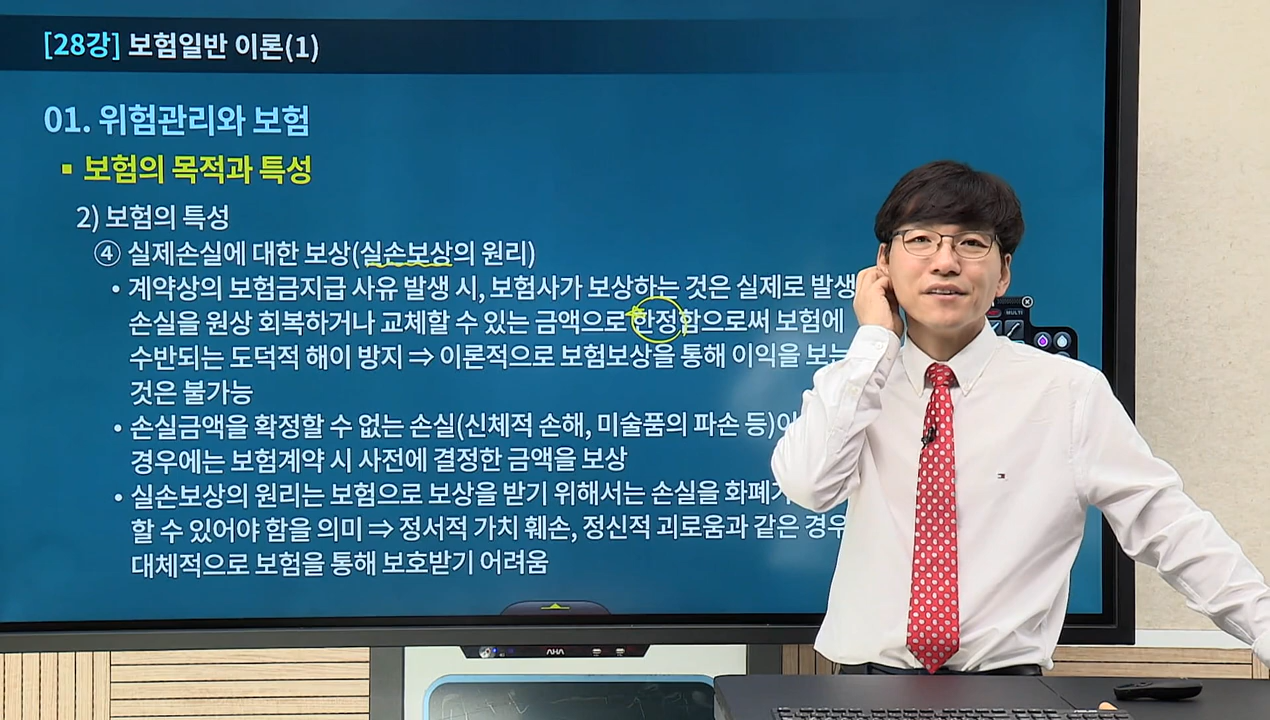 [28강] 보험일반 이론(1)
01. 위험관리와 보험
▪ 보험의 목적과 특성
2) 보험의 특성
④ 실제손실에 대한 보상(실손보상의 원리)
• 계약상의 보험금지급 사유 발생 시, 보험사가 보상하는 것은 실제로 발생
손실을 원상 회복하거나 교체할 수 있는 금액으로 한정함으로써 보험에
수반되는 도덕적 해이 방지 ⇒ 이론적으로 보험보상을 통해 이익을 보는
것은 불가능
• 손실금액을 확정할 수 없는 손실(신체적 손해, 미술품의 파손 등)이
경우에는 보험계약 시 사전에 결정한 금액을 보상
• 실손보상의 원리는 보험으로 보상을 받기 위해서는 손실을 화폐가
할 수 있어야 함을 의미 ⇒ 정서적 가치 훼손, 정신적 괴로움과 같은 경우
대체적으로 보험을 통해 보호받기 어려움
MULTI
AHA